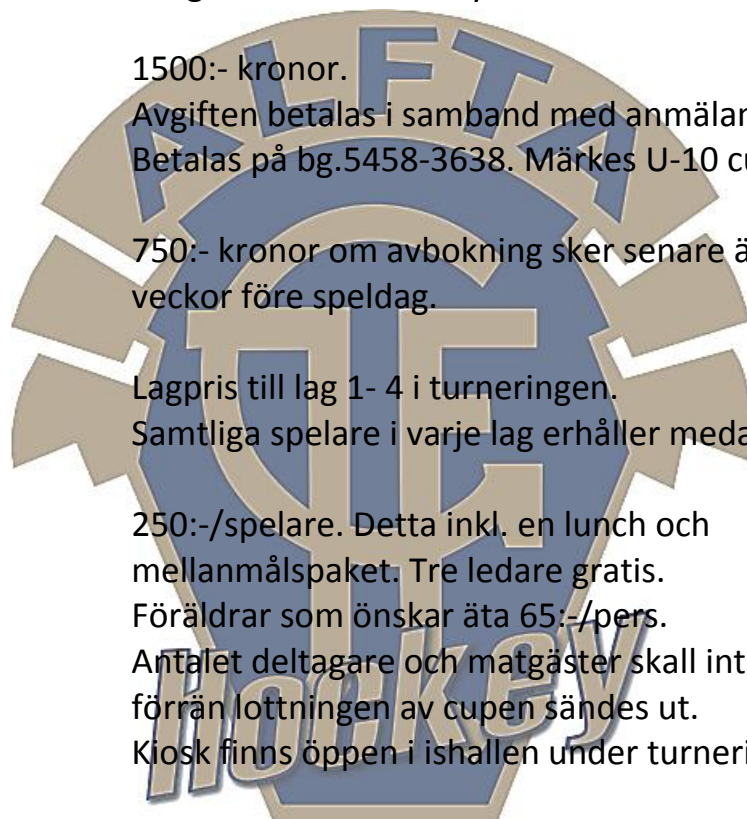 ALFTA
1500:- kronor.
Avgiften betalas i samband med anmälan
Betalas på bg.5458-3638. Märkes U-10 cu
750:- kronor om avbokning sker senare ä
veckor före speldag.
Lagpris till lag 1- 4 i turneringen.
Samtliga spelare i varje lag erhåller meda
250:-/spelare. Detta inkl. en lunch och
mellanmålspaket. Tre ledare gratis.
Föräldrar som önskar äta 65:-/pers.
Antalet deltagare och matgäster skall int
förrän lottningen av cupen sändes ut.
Kiosk finns öppen i ishallen under turneri
Hockey